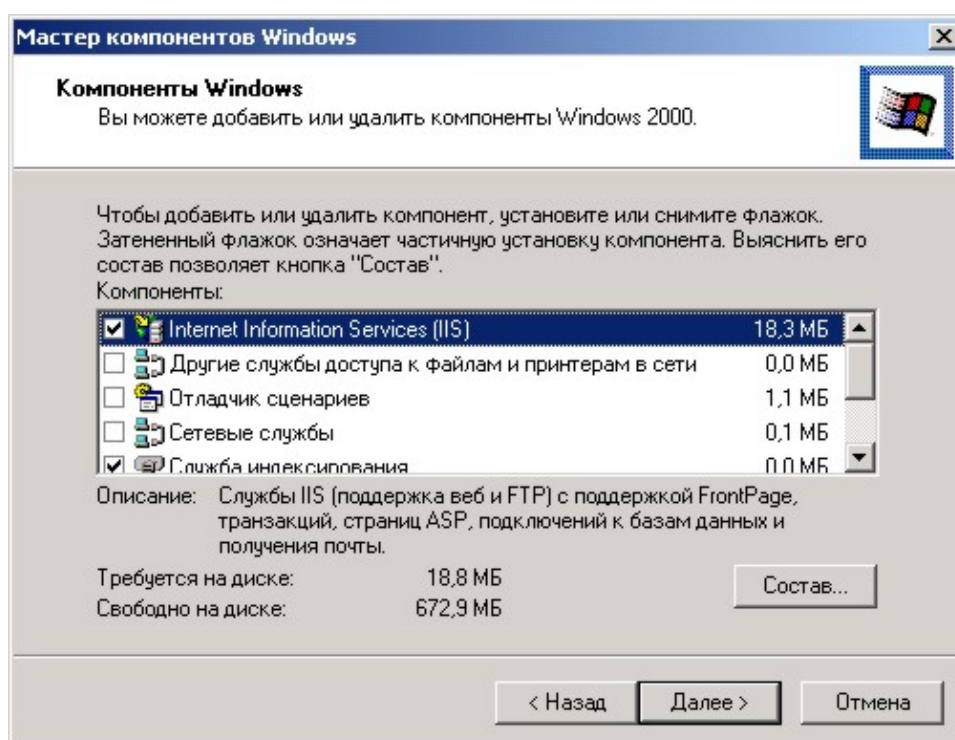 Мастер компонентов Windows
Компоненты Windows
Вы можете добавить или удалить компоненты Windows 2000.
Чтобы добавить или удалить компонент, установите или снимите флажок.
Затененный флажок означает частичную установку компонента. Выяснить его
состав позволяет кнопка "Состав".
Компоненты:
Internet Information Services (IIS) 18,3 МБ
Другие службы доступа к файлам и принтерам в сети 0,0 МБ
Отладчик сценариев 1,1 МБ
Сетевые службы 0,1 МБ
Служба индексирования 0,0 МБ
Описание: Службы IIS (поддержка веб и FTP) с поддержкой FrontPage,
транзакций, страниц ASP, подключений к базам данных и
получения почты.
Требуется на диске: 18,8 МБ
Свободно на диске: 672,9 МБ
Состав...
< Назад Далее > Отмена